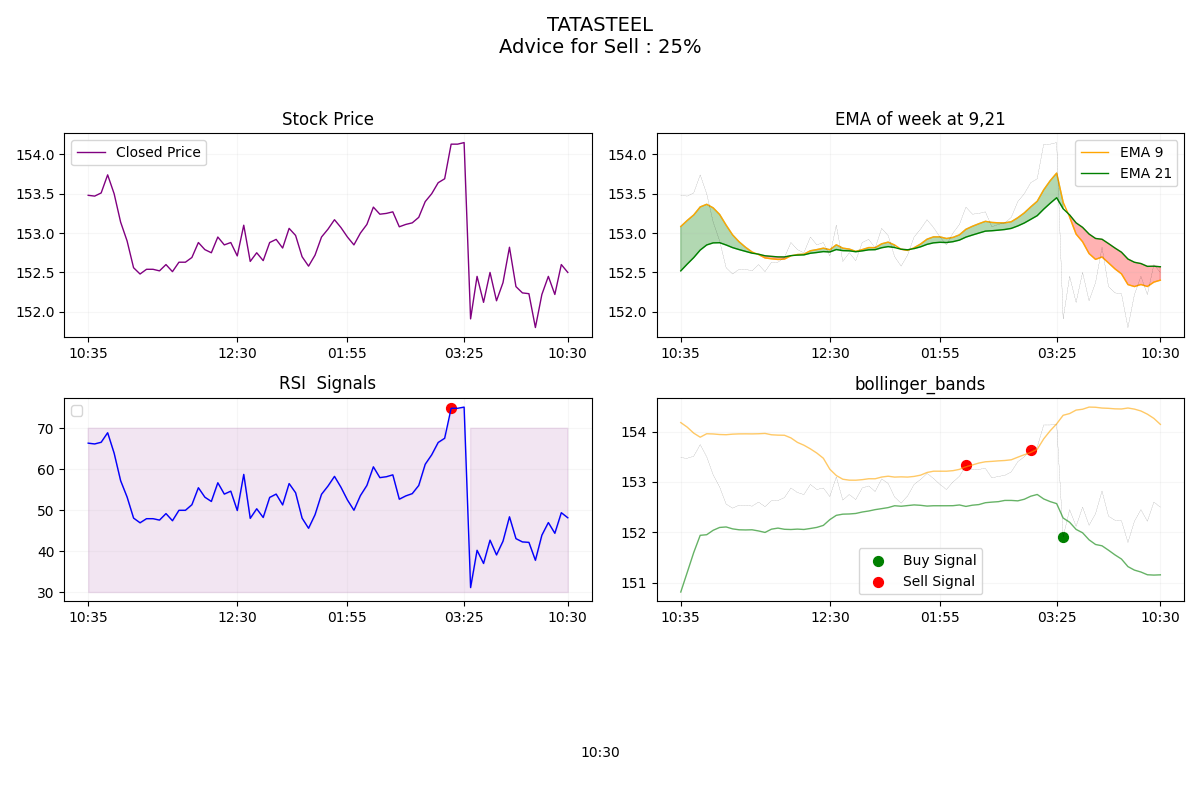 TATASTEEL
Advice for Sell : 25%
Stock Price
154.0
153.5
153.0
152.5
152.0
Closed Price
10:35 12:30 01:55 03:25 10:30
EMA of week at 9,21
154.0
153.5
153.0
152.5
152.0
EMA 9
EMA 21
10:35 12:30 01:55 03:25 10:30
RSI  Signals
70
60
50
40
30
10:35 12:30 01:55 03:25 10:30
bollinger_bands
154
153
152
151
Buy Signal
Sell Signal
10:35 12:30 01:55 03:25 10:30
10:30